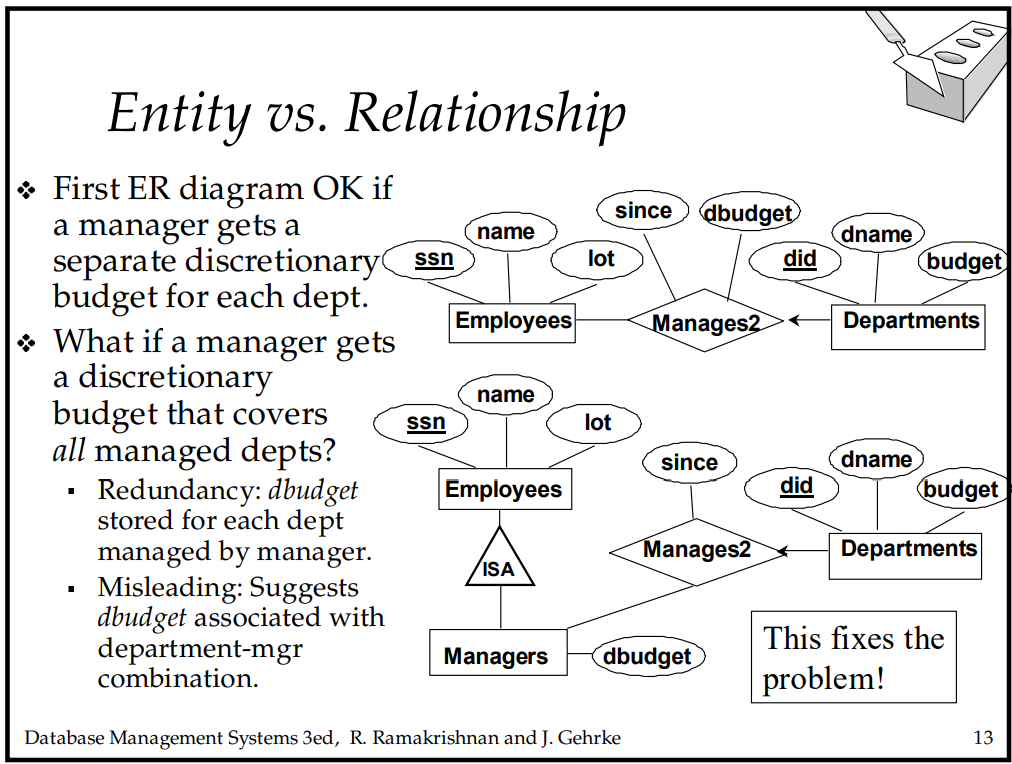 Entity vs. Relationship
❖ First ER diagram OK if
a manager gets a
separate discretionary
budget for each dept.
❖ What if a manager gets
a discretionary
budget that covers
all managed depts?
▪ Redundancy: dbudget
stored for each dept
managed by manager.
▪ Misleading: Suggests
dbudget associated with
department-mgr
combination.
since
dbudget
name
dname
ssn
lot
did
budget
Employees
Manages2
Departments
name
ssn
lot
since
dname
did
budget
Employees
Manages2
Departments
ISA
Managers
dbudget
This fixes the
problem!
Database Management Systems 3ed, R. Ramakrishnan and J. Gehrke
13